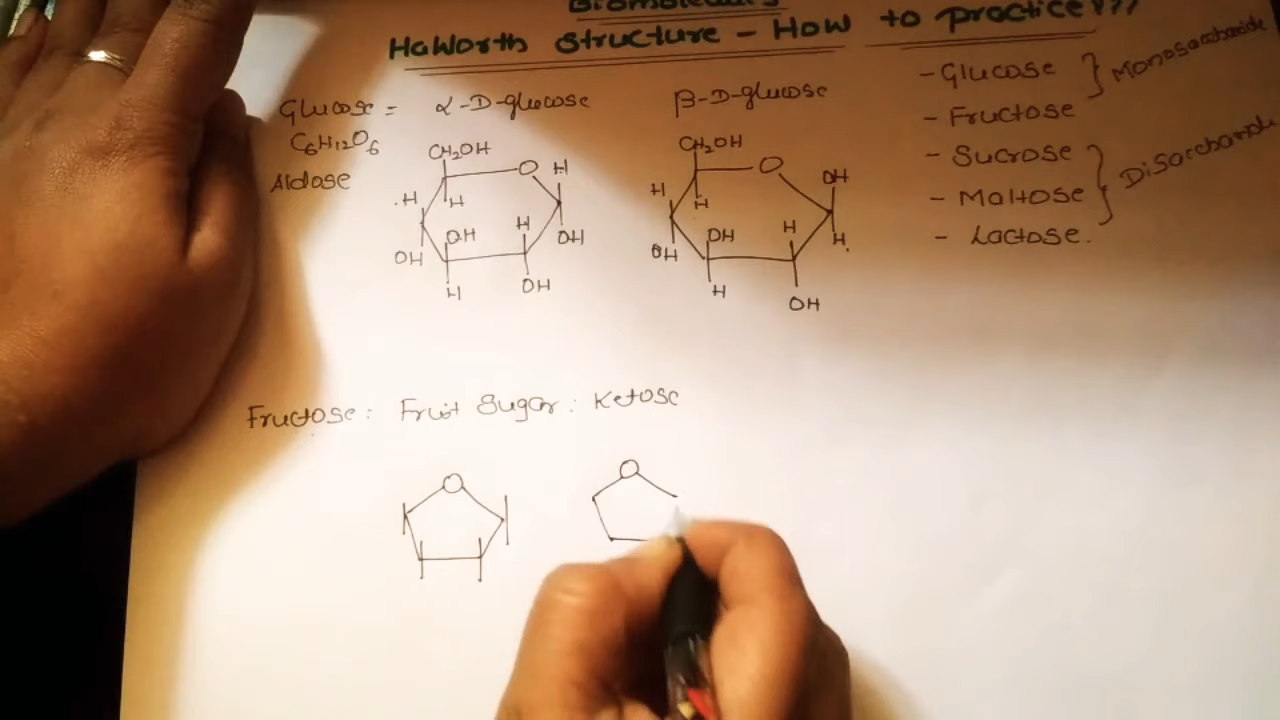 Haworth Structure - How to practice???
Glucose = α-D-glucose
C6H12O6
Aldose
CH2OH
O H
H
H
OH H
OH
OH
H OH
β-D-glucose
CH2OH
O
OH
H
H
OH H
OH
H.
H
OH
- Glucose } Monosaccharide
- Fructose
- Sucrose } Disaccharide
- Maltose
- Lactose.
Fructose: Fruit Sugar: Ketose
O
O